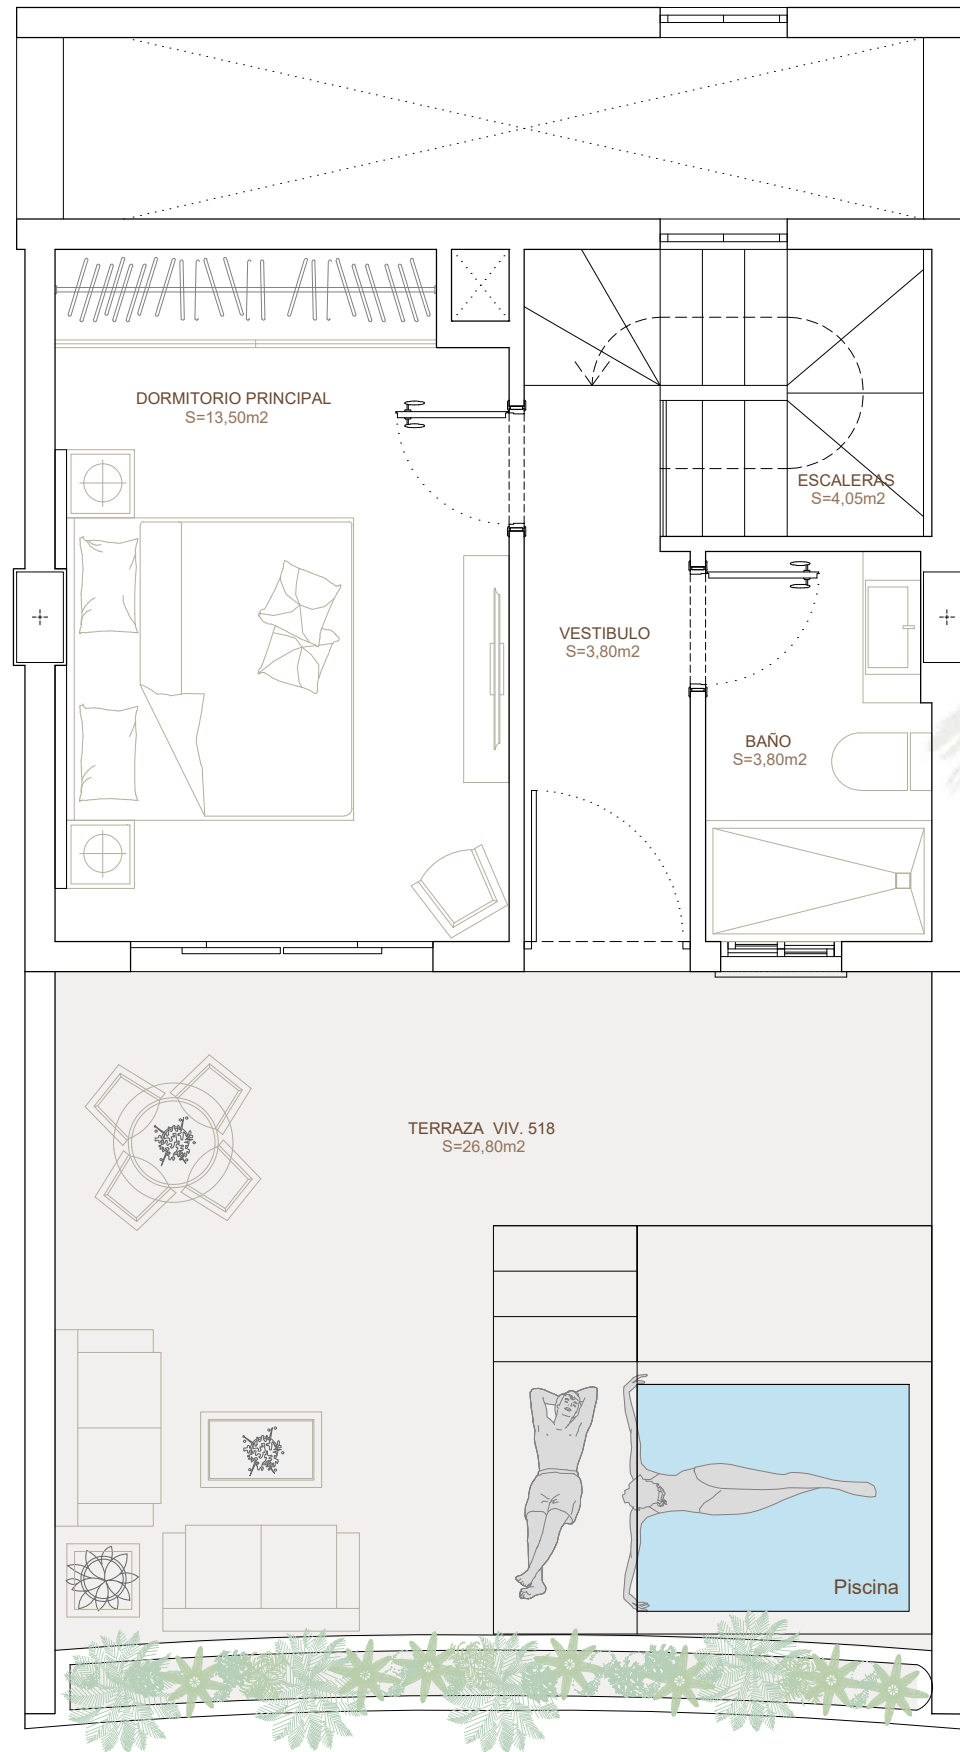 DORMITORIO PRINCIPAL
S=13,50m2
ESCALERAS
S=4,05m2
VESTIBULO
S=3,80m2
BAÑO
S=3,80m2
TERRAZA VIV. 518
S=26,80m2
Piscina